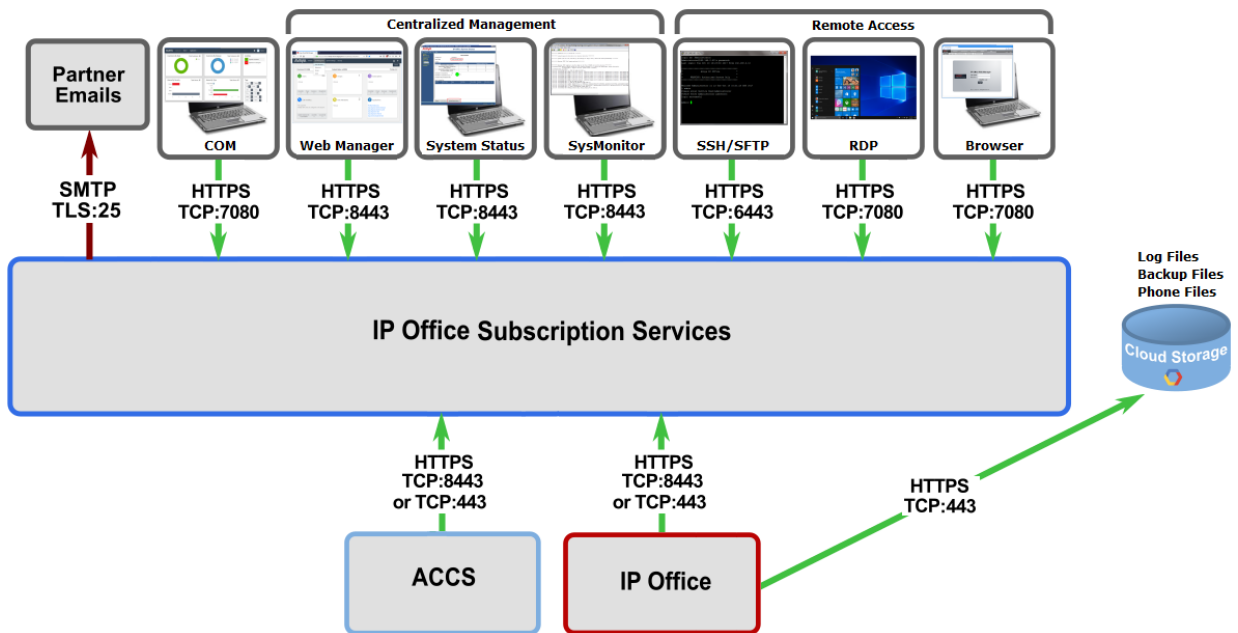 Centralized Management
Remote Access
Partner
Emails
COM
Web Manager
System Status
SysMonitor
SSH/SFTP
RDP
Browser
SMTP
TLS:25
HTTPS
TCP:7080
HTTPS
TCP:8443
HTTPS
TCP:8443
HTTPS
TCP:8443
HTTPS
TCP:6443
HTTPS
TCP:7080
HTTPS
TCP:7080
IP Office Subscription Services
Log Files
Backup Files
Phone Files
Cloud Storage
HTTPS
TCP:8443
or TCP:443
HTTPS
TCP:8443
or TCP:443
HTTPS
TCP:443
ACCS
IP Office